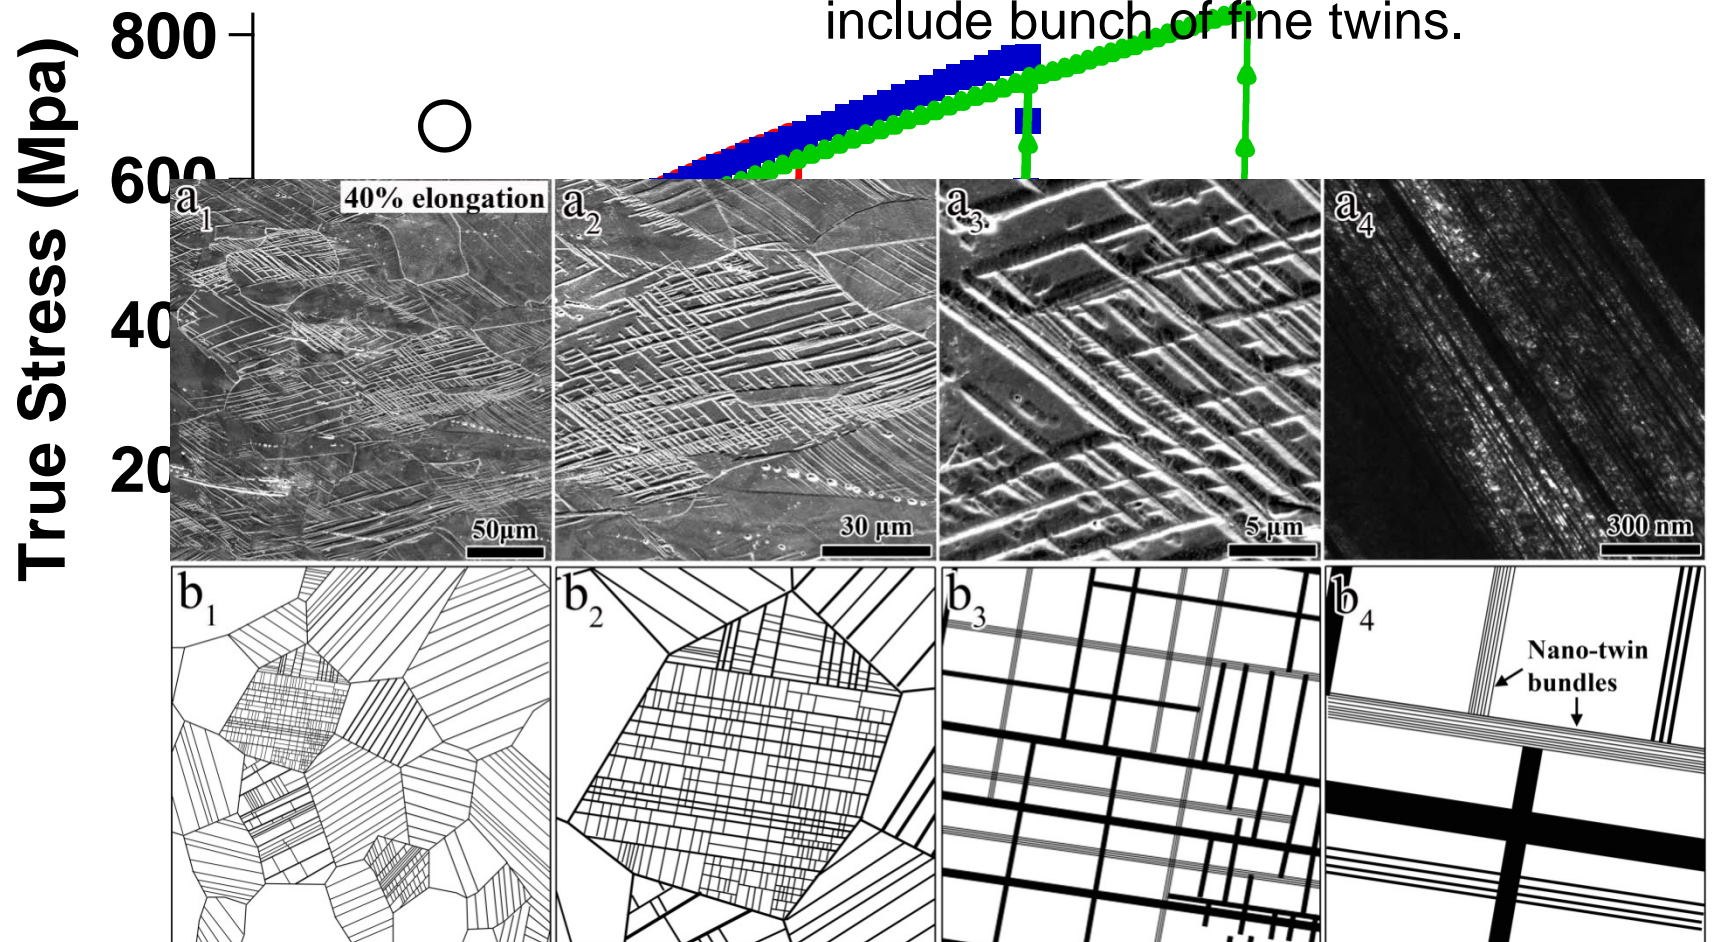 include bunch of fine twins.
800
600
40
20
True Stress (Mpa)
a1 40% elongation
50μm
a2
30 μm
a3
5 μm
a4
300 nm
b1
b2
b3
b4
Nano-twin
bundles